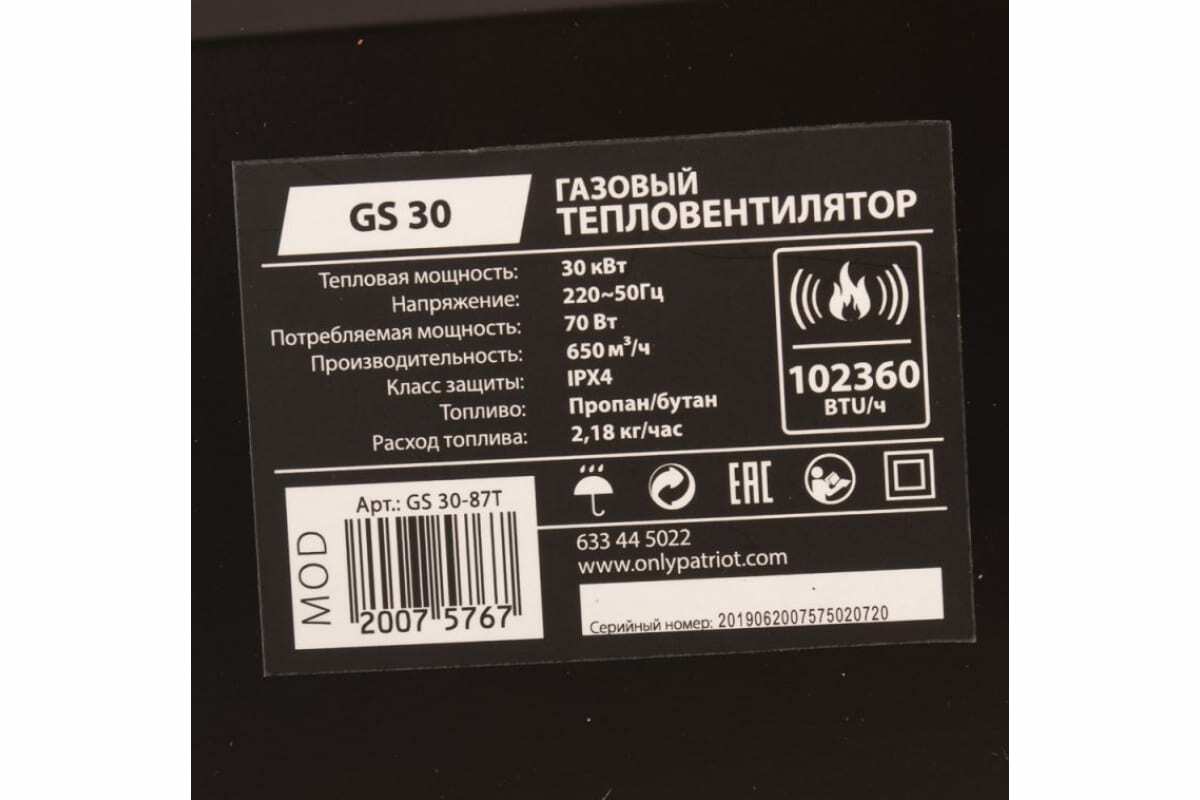 GS 30
ГАЗОВЫЙ
ТЕПЛОВЕНТИЛЯТОР
Тепловая мощность: 30 кВт
Напряжение: 220~50Гц
Потребляемая мощность: 70 Вт
Производительность: 650 м³/ч
Класс защиты: IPX4
Топливо: Пропан/бутан
Расход топлива: 2,18 кг/час
102360
BTU/ч
EAC
Арт.: GS 30-87T
MOD
2007 5767
633 44 5022
www.onlypatriot.com
Серийный номер: 2019062007575020720